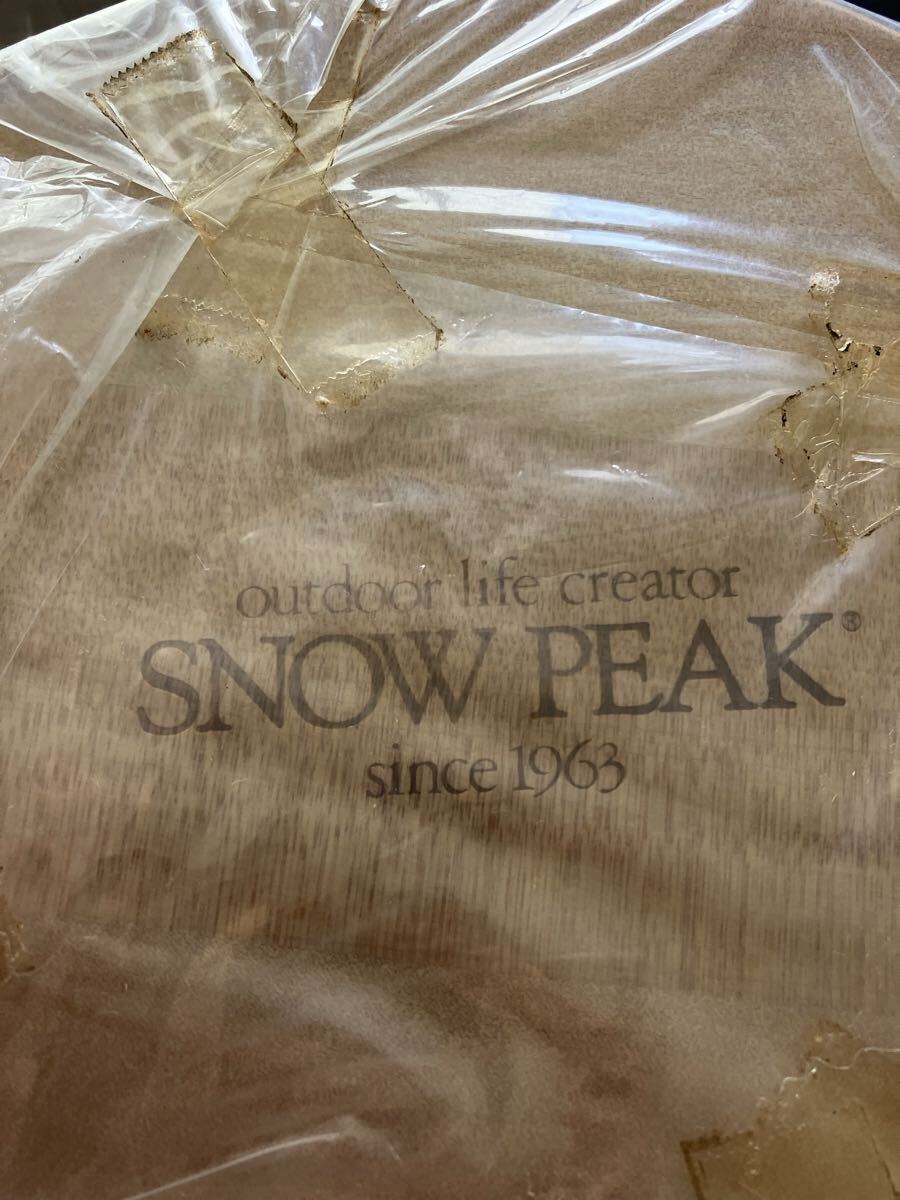 outdoor life creator
SNOW PEAK®
since 1963